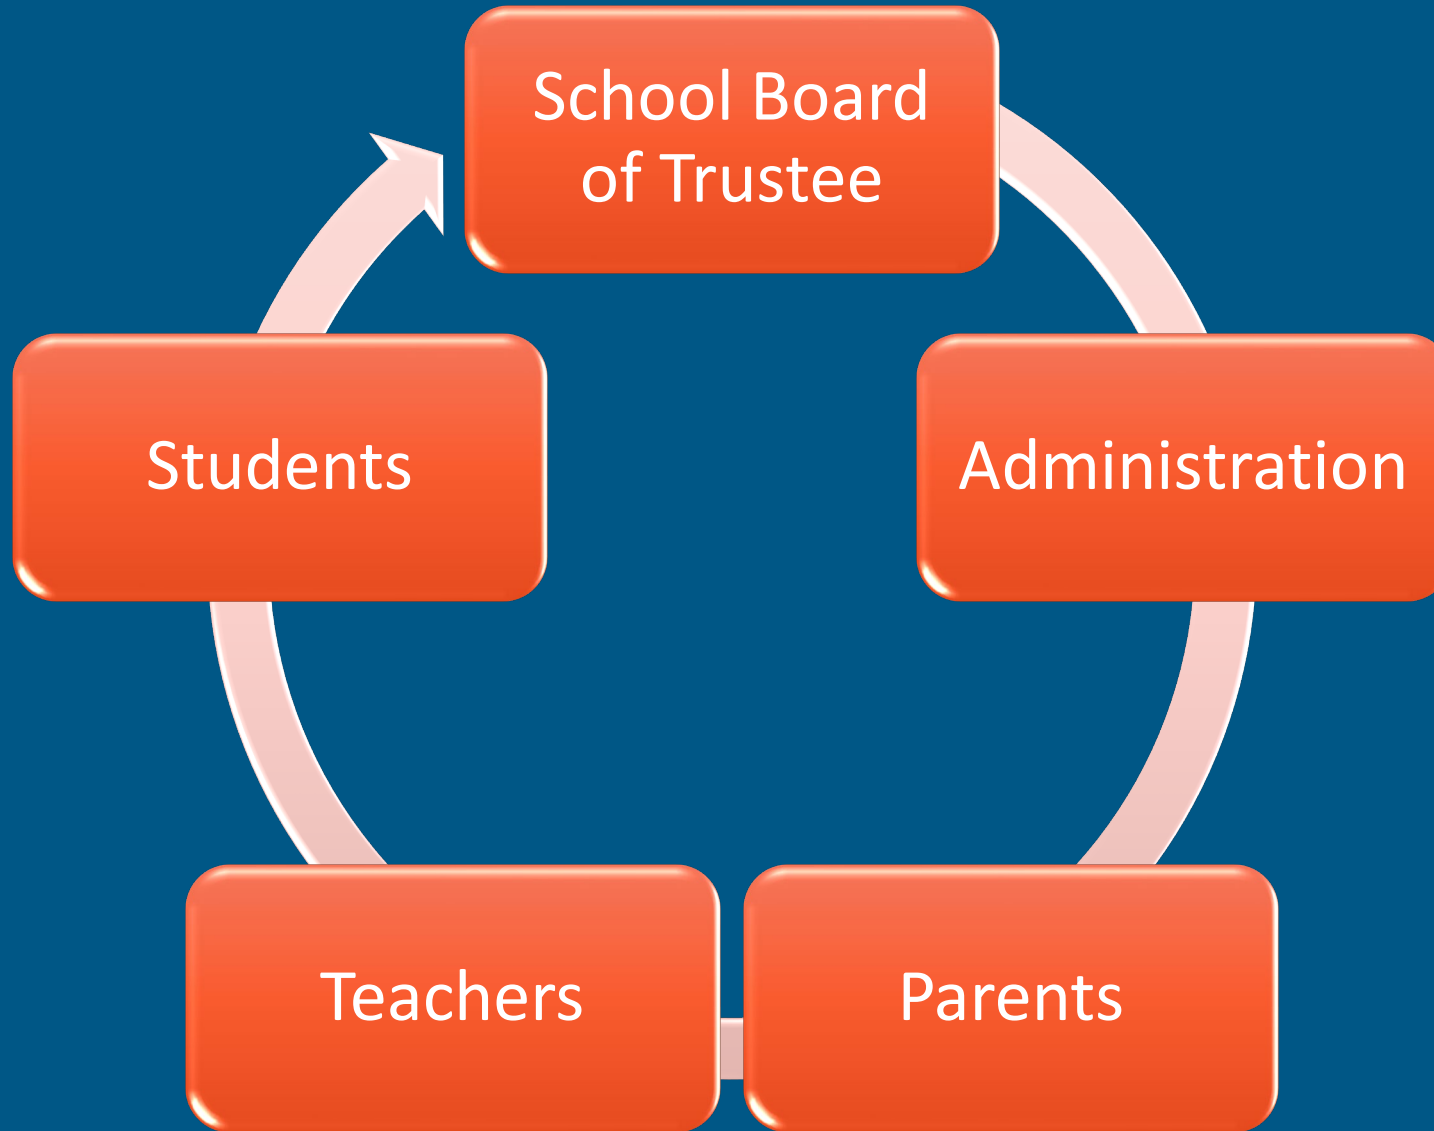 School Board
of Trustee
Administration
Parents
Teachers
Students